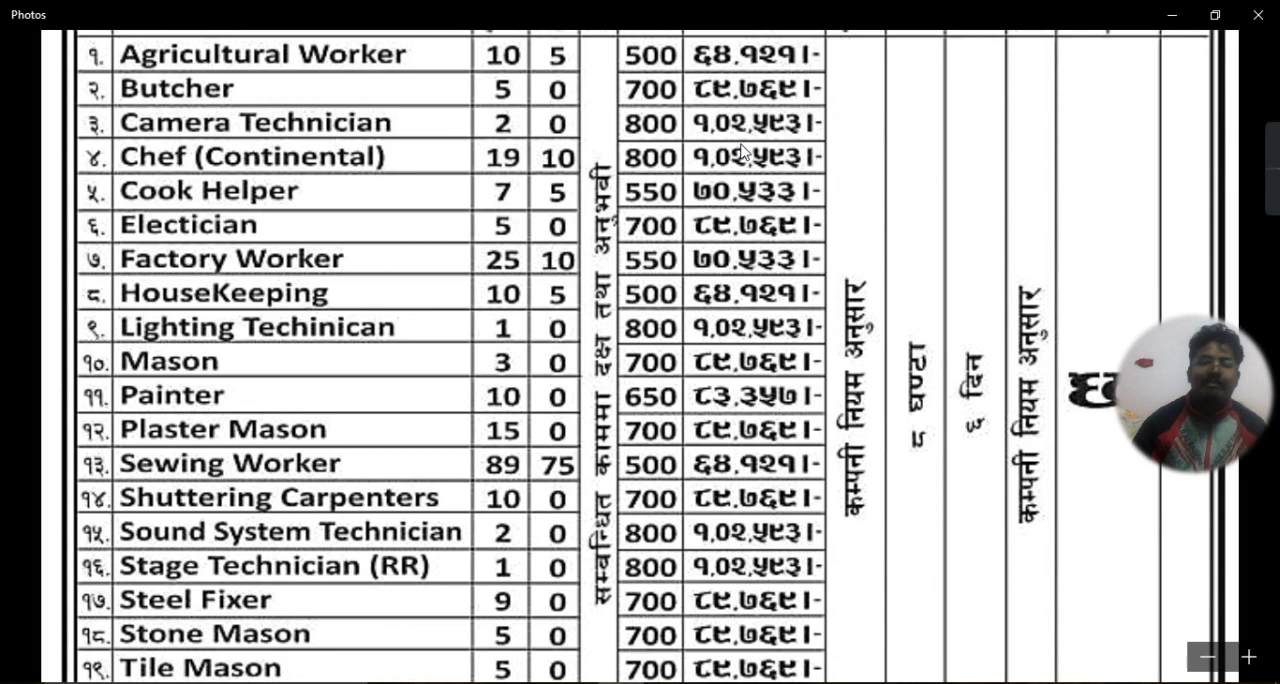 Photos
१. Agricultural Worker 10 5 500 ६४,१२१।-
२. Butcher 5 0 700 ८९,७६९।-
३. Camera Technician 2 0 800 १,०२,५९३।-
४. Chef (Continental) 19 10 800 १,०२,५९३।-
५. Cook Helper 7 5 550 ७०,५३३।-
६. Electician 5 0 700 ८९,७६९।-
७. Factory Worker 25 10 550 ७०,५३३।-
८. HouseKeeping 10 5 500 ६४,१२१।-
९. Lighting Techinican 1 0 800 १,०२,५९३।-
१०. Mason 3 0 700 ८९,७६९।-
११. Painter 10 0 650 ८३,३५७।-
१२. Plaster Mason 15 0 700 ८९,७६९।-
१३. Sewing Worker 89 75 500 ६४,१२१।-
१४. Shuttering Carpenters 10 0 700 ८९,७६९।-
१५. Sound System Technician 2 0 800 १,०२,५९३।-
१६. Stage Technician (RR) 1 0 800 १,०२,५९३।-
१७. Steel Fixer 9 0 700 ८९,७६९।-
१८. Stone Mason 5 0 700 ८९,७६९।-
१९. Tile Mason 5 0 700 ८९,७६९।-
सम्बन्धित काममा दक्ष तथा अनुभवी
कम्पनी नियम अनुसार
८ घण्टा
६ दिन
कम्पनी नियम अनुसार